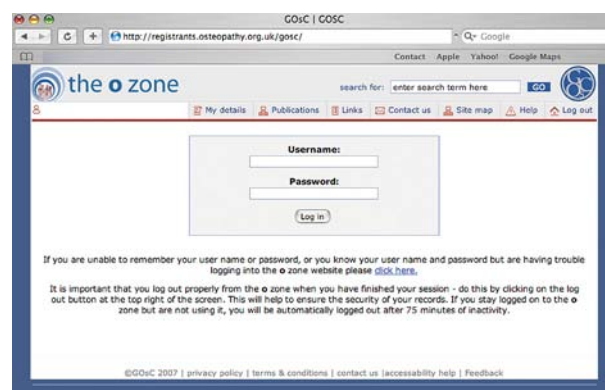 GOsC | GOSC
http://registrants.osteopathy.org.uk/gosc/
Google
Contact Apple Yahoo! Google Maps
the o zone
search for: enter search term here GO
My details Publications Links Contact us Site map Help Log out
Username:
Password:
Log in
If you are unable to remember your user name or password, or you know your user name and password but are having trouble
logging into the o zone website please click here.
It is important that you log out properly from the o zone when you have finished your session - do this by clicking on the log
out button at the top right of the screen. This will help to ensure the security of your records. If you stay logged on to the o
zone but are not using it, you will be automatically logged out after 75 minutes of inactivity.
©GOsC 2007 | privacy policy | terms & conditions | contact us |accessability help | Feedback